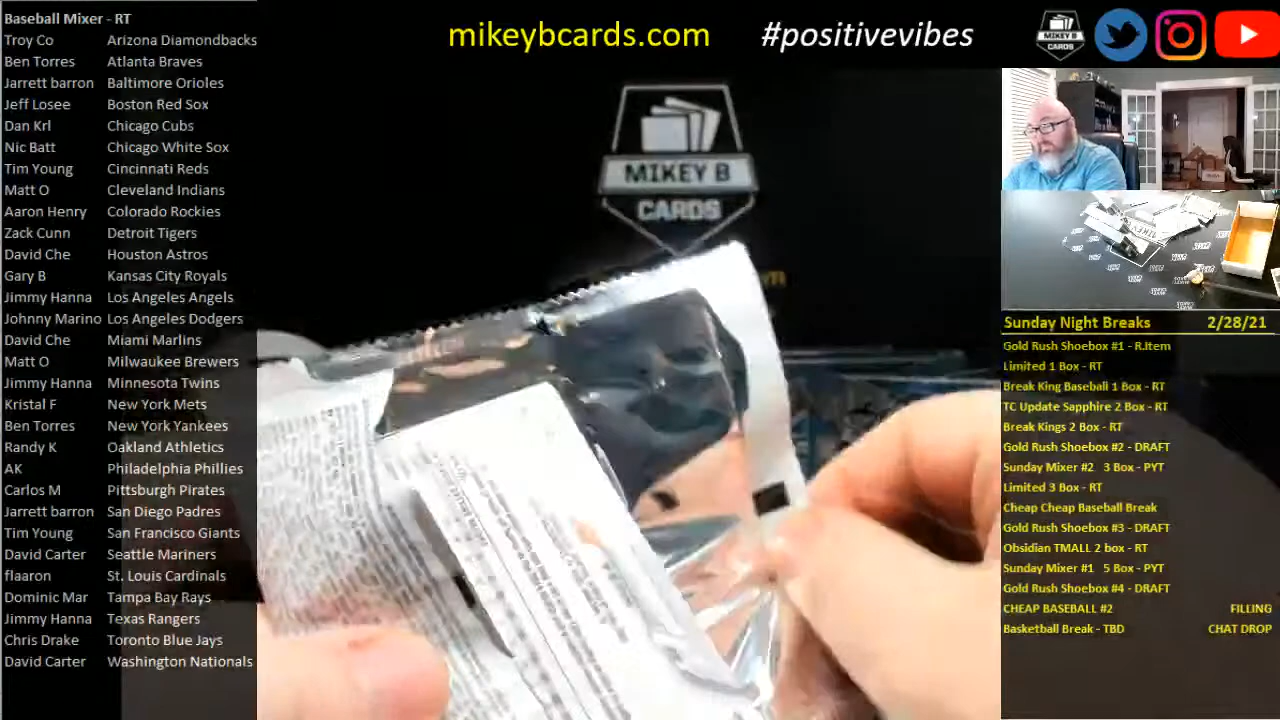 Baseball Mixer - RT
Troy Co Arizona Diamondbacks
Ben Torres Atlanta Braves
Jarrett barron Baltimore Orioles
Jeff Losee Boston Red Sox
Dan Krl Chicago Cubs
Nic Batt Chicago White Sox
Tim Young Cincinnati Reds
Matt O Cleveland Indians
Aaron Henry Colorado Rockies
Zack Cunn Detroit Tigers
David Che Houston Astros
Gary B Kansas City Royals
Jimmy Hanna Los Angeles Angels
Johnny Marino Los Angeles Dodgers
David Che Miami Marlins
Matt O Milwaukee Brewers
Jimmy Hanna Minnesota Twins
Kristal F New York Mets
Ben Torres New York Yankees
Randy K Oakland Athletics
AK Philadelphia Phillies
Carlos M Pittsburgh Pirates
Jarrett barron San Diego Padres
Tim Young San Francisco Giants
David Carter Seattle Mariners
flaaron St. Louis Cardinals
Dominic Mar Tampa Bay Rays
Jimmy Hanna Texas Rangers
Chris Drake Toronto Blue Jays
David Carter Washington Nationals
mikeybcards.com #positivevibes
MIKEY B
CARDS
MIKEY B
CARDS
Sunday Night Breaks 2/28/21
Gold Rush Shoebox #1 - R.Item
Limited 1 Box - RT
Break King Baseball 1 Box - RT
TC Update Sapphire 2 Box - RT
Break Kings 2 Box - RT
Gold Rush Shoebox #2 - DRAFT
Sunday Mixer #2 3 Box - PYT
Limited 3 Box - RT
Cheap Cheap Baseball Break
Gold Rush Shoebox #3 - DRAFT
Obsidian TMALL 2 box - RT
Sunday Mixer #1 5 Box - PYT
Gold Rush Shoebox #4 - DRAFT
CHEAP BASEBALL #2 FILLING
Basketball Break - TBD CHAT DROP